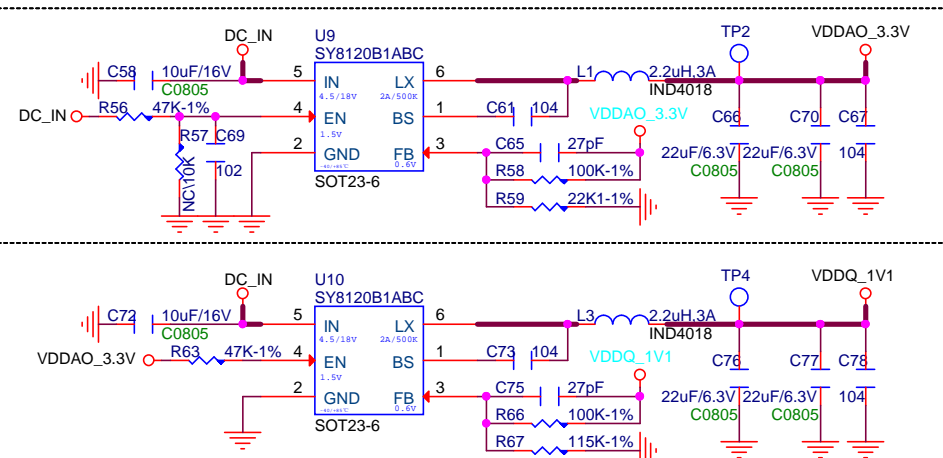 DC_IN
U9
SY8120B1ABC
TP2
VDDAO_3.3V
C58
10uF/16V
C0805
5
IN
4.5/18V
LX
2A/500K
6
L1
2.2uH,3A
IND4018
DC_IN
R56
47K-1%
4
EN
1.5V
BS
1
C61
104
VDDAO_3.3V
C66
C70
C67
R57
C69
NC\10K
102
2
GND
-40/+85℃
FB
0.6V
3
C65
27pF
22uF/6.3V
22uF/6.3V
104
C0805
C0805
R58
100K-1%
SOT23-6
R59
22K1-1%
DC_IN
U10
SY8120B1ABC
TP4
VDDQ_1V1
C72
10uF/16V
C0805
5
IN
4.5/18V
LX
2A/500K
6
L3
2.2uH,3A
IND4018
VDDAO_3.3V
R63
47K-1%
4
EN
1.5V
BS
1
C73
104
VDDQ_1V1
C76
C77
C78
2
GND
-40/+85℃
FB
0.6V
3
C75
27pF
22uF/6.3V
22uF/6.3V
104
C0805
C0805
R66
100K-1%
SOT23-6
R67
115K-1%